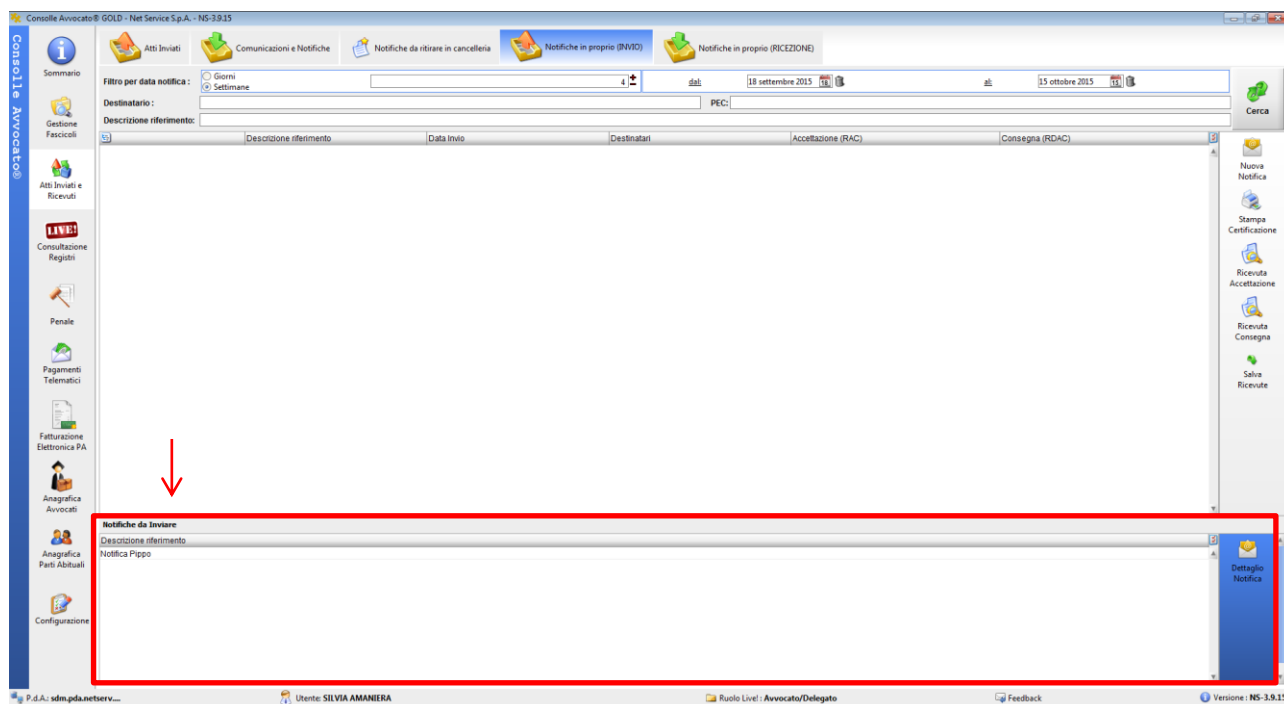 Consolle Avvocato® GOLD - Net Service S.p.A. - NS-3.9.15
Consolle Avvocato®
Sommario
Gestione
Fascicoli
Atti Inviati e
Ricevuti
LIVE!
Consultazione
Registri
Penale
Pagamenti
Telematici
Fatturazione
Elettronica PA
Anagrafica
Avvocati
Anagrafica
Parti Abituali
Configurazione
Atti Inviati
Comunicazioni e Notifiche
Notifiche da ritirare in cancelleria
Notifiche in proprio (INVIO)
Notifiche in proprio (RICEZIONE)
Filtro per data notifica :
Giorni
Settimane
4
dal:
18 settembre 2015
al:
15 ottobre 2015
Destinatario :
PEC:
Descrizione riferimento:
Cerca
Descrizione riferimento
Data Invio
Destinatari
Accettazione (RAC)
Consegna (RDAC)
Nuova
Notifica
Stampa
Certificazione
Ricevuta
Accettazione
Ricevuta
Consegna
Salva
Ricevute
Notifiche da Inviare
Descrizione riferimento
Notifica Pippo
Dettaglio
Notifica
P.d.A.: sdm.pda.netserv....
Utente: SILVIA AMANIERA
Ruolo Live! : Avvocato/Delegato
Feedback
Versione : NS-3.9.15